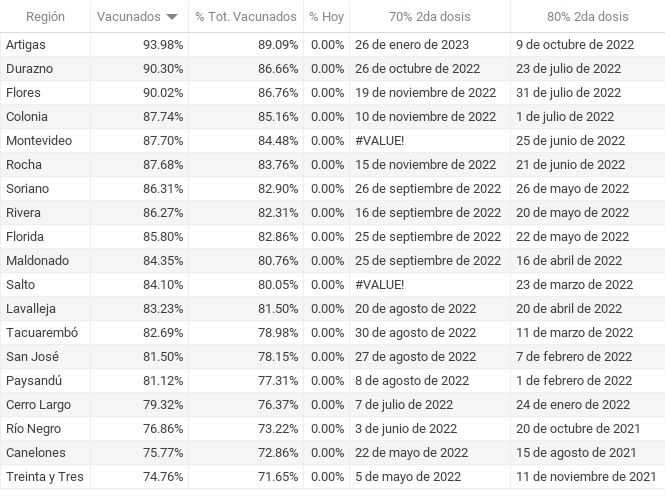 Región Vacunados % Tot. Vacunados % Hoy 70% 2da dosis 80% 2da dosis
Artigas 93.98% 89.09% 0.00% 26 de enero de 2023 9 de octubre de 2022
Durazno 90.30% 86.66% 0.00% 26 de octubre de 2022 23 de julio de 2022
Flores 90.02% 86.76% 0.00% 19 de noviembre de 2022 31 de julio de 2022
Colonia 87.74% 85.16% 0.00% 10 de noviembre de 2022 1 de julio de 2022
Montevideo 87.70% 84.48% 0.00% #VALUE! 25 de junio de 2022
Rocha 87.68% 83.76% 0.00% 15 de noviembre de 2022 21 de junio de 2022
Soriano 86.31% 82.90% 0.00% 26 de septiembre de 2022 26 de mayo de 2022
Rivera 86.27% 82.31% 0.00% 16 de septiembre de 2022 20 de mayo de 2022
Florida 85.80% 82.86% 0.00% 25 de septiembre de 2022 22 de mayo de 2022
Maldonado 84.35% 80.76% 0.00% 25 de septiembre de 2022 16 de abril de 2022
Salto 84.10% 80.05% 0.00% #VALUE! 23 de marzo de 2022
Lavalleja 83.23% 81.50% 0.00% 20 de agosto de 2022 20 de abril de 2022
Tacuarembó 82.69% 78.98% 0.00% 30 de agosto de 2022 11 de marzo de 2022
San José 81.50% 78.15% 0.00% 27 de agosto de 2022 7 de febrero de 2022
Paysandú 81.12% 77.31% 0.00% 8 de agosto de 2022 1 de febrero de 2022
Cerro Largo 79.32% 76.37% 0.00% 7 de julio de 2022 24 de enero de 2022
Río Negro 76.86% 73.22% 0.00% 3 de junio de 2022 20 de octubre de 2021
Canelones 75.77% 72.86% 0.00% 22 de mayo de 2022 15 de agosto de 2021
Treinta y Tres 74.76% 71.65% 0.00% 5 de mayo de 2022 11 de noviembre de 2021